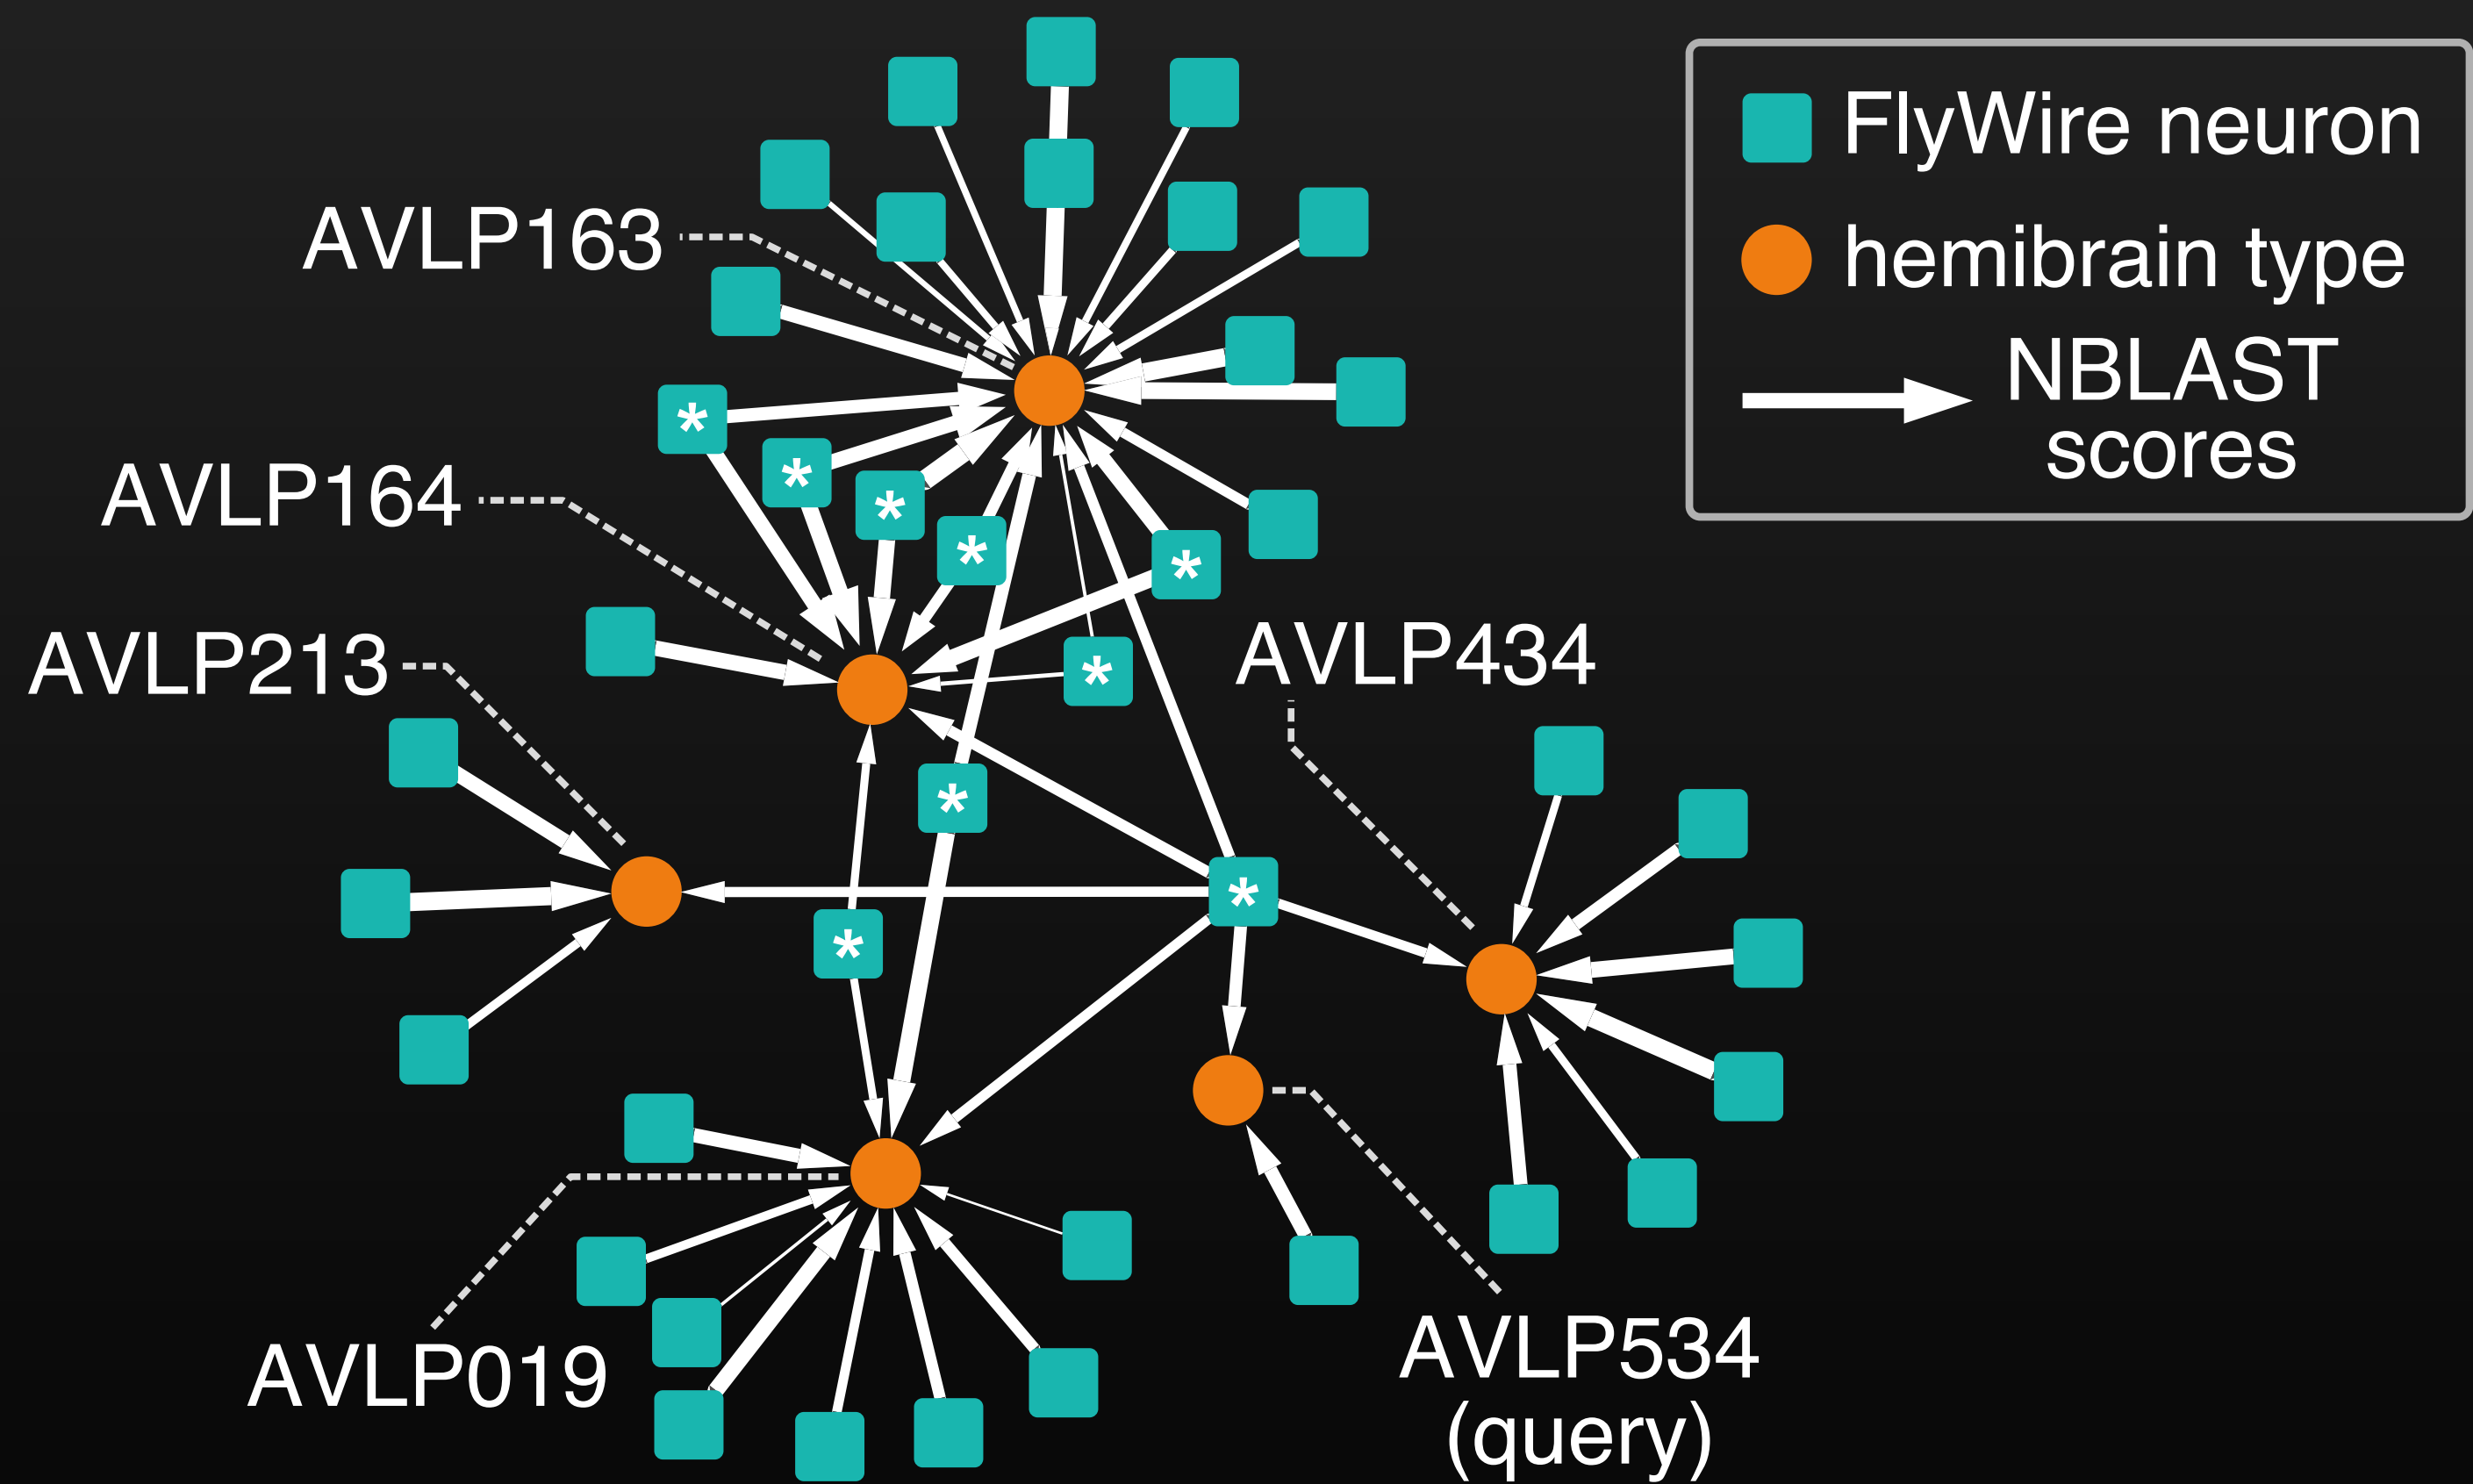 FlyWire neuron
hemibrain type
NBLAST
scores
AVLP163
AVLP164
AVLP213
AVLP434
*
*
*
*
*
*
*
*
*
AVLP019
AVLP534
(query)